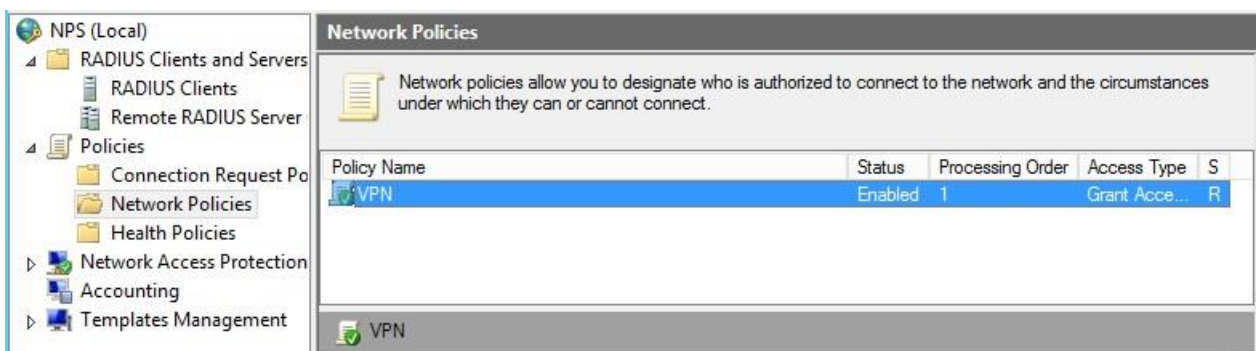 NPS (Local)
RADIUS Clients and Servers
RADIUS Clients
Remote RADIUS Server
Policies
Connection Request Po
Network Policies
Health Policies
Network Access Protection
Accounting
Templates Management
Network Policies
Network policies allow you to designate who is authorized to connect to the network and the circumstances
under which they can or cannot connect.
Policy Name Status Processing Order Access Type S
VPN Enabled 1 Grant Acce... R
VPN